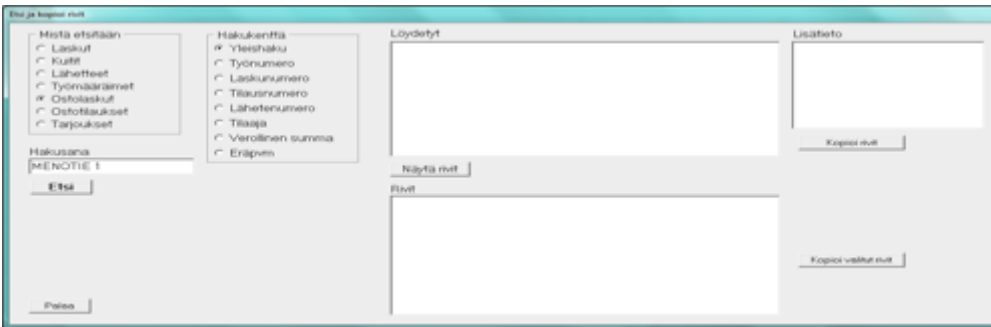 Etsi ja kopioi rivit
Mistä etsitään
Laskut
Kuitit
Lähetteet
Työmääräimet
Ostolaskut
Ostotilaukset
Tarjoukset
Hakusana
MENOTIE 1
Etsi
Palaa
Hakukenttä
Yleishaku
Työnumero
Laskunumero
Tilausnumero
Lähetenumero
Tilaaja
Verollinen summa
Eräpvm
Löydetyt
Näytä rivit
Rivit
Lisätieto
Kopioi rivit
Kopioi valitut rivit